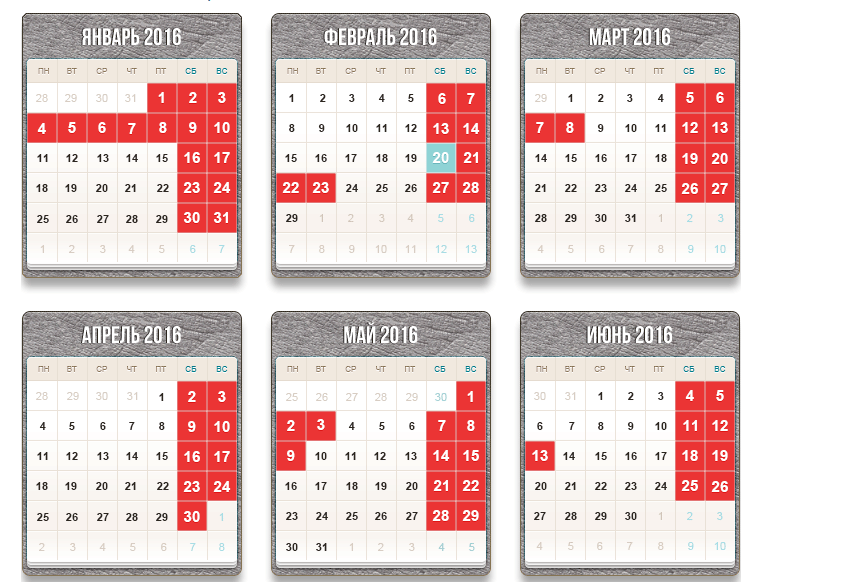 ЯНВАРЬ 2016
ПН ВТ СР ЧТ ПТ СБ ВС
28 29 30 31 1 2 3
4 5 6 7 8 9 10
11 12 13 14 15 16 17
18 19 20 21 22 23 24
25 26 27 28 29 30 31
1 2 3 4 5 6 7
ФЕВРАЛЬ 2016
ПН ВТ СР ЧТ ПТ СБ ВС
1 2 3 4 5 6 7
8 9 10 11 12 13 14
15 16 17 18 19 20 21
22 23 24 25 26 27 28
29 1 2 3 4 5 6
7 8 9 10 11 12 13
МАРТ 2016
ПН ВТ СР ЧТ ПТ СБ ВС
29 1 2 3 4 5 6
7 8 9 10 11 12 13
14 15 16 17 18 19 20
21 22 23 24 25 26 27
28 29 30 31 1 2 3
4 5 6 7 8 9 10
АПРЕЛЬ 2016
ПН ВТ СР ЧТ ПТ СБ ВС
28 29 30 31 1 2 3
4 5 6 7 8 9 10
11 12 13 14 15 16 17
18 19 20 21 22 23 24
25 26 27 28 29 30 1
2 3 4 5 6 7 8
МАЙ 2016
ПН ВТ СР ЧТ ПТ СБ ВС
25 26 27 28 29 30 1
2 3 4 5 6 7 8
9 10 11 12 13 14 15
16 17 18 19 20 21 22
23 24 25 26 27 28 29
30 31 1 2 3 4 5
ИЮНЬ 2016
ПН ВТ СР ЧТ ПТ СБ ВС
30 31 1 2 3 4 5
6 7 8 9 10 11 12
13 14 15 16 17 18 19
20 21 22 23 24 25 26
27 28 29 30 1 2 3
4 5 6 7 8 9 10